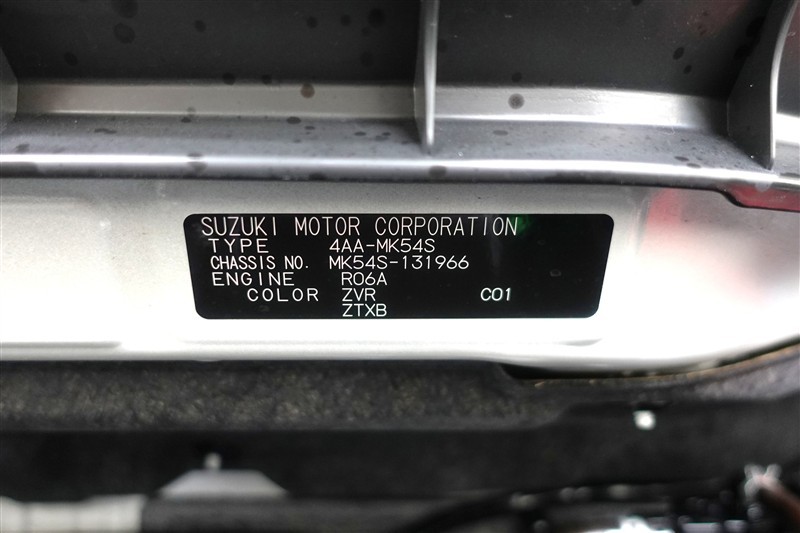 SUZUKI MOTOR CORPORATION
TYPE 4AA-MK54S
CHASSIS NO. MK54S-131966
ENGINE R06A
COLOR ZVR C01
ZTXB